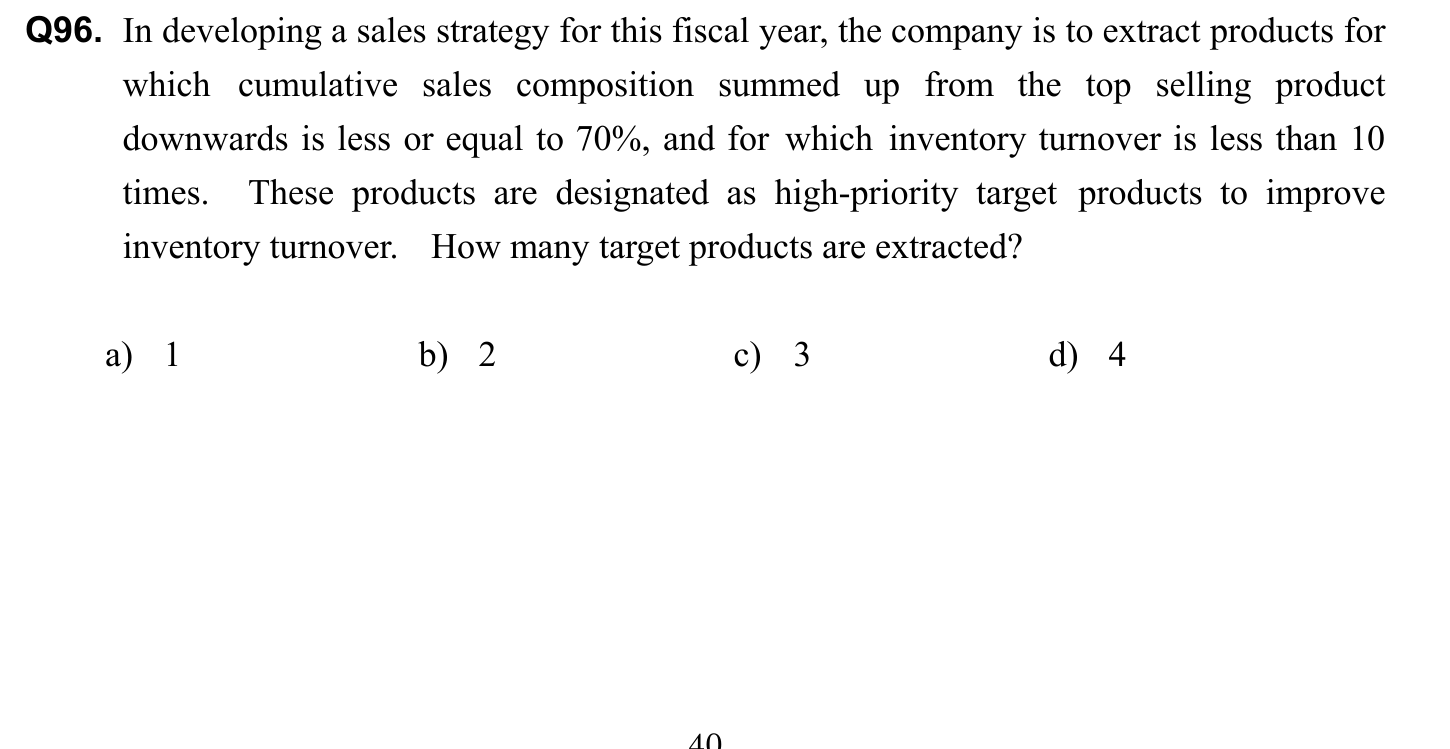 Q96. In developing a sales strategy for this fiscal year, the company is to extract products for
which cumulative sales composition summed up from the top selling product
downwards is less or equal to 70%, and for which inventory turnover is less than 10
times. These products are designated as high-priority target products to improve
inventory turnover. How many target products are extracted?
a) 1 b) 2 c) 3 d) 4
40